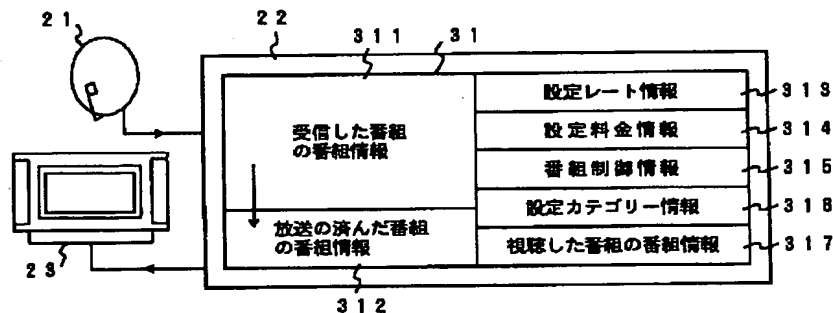 21
22
311
31
受信した番組
の番組情報
放送の済んだ番組
の番組情報
312
設定レート情報
313
設定料金情報
314
番組制御情報
315
設定カテゴリー情報
316
視聴した番組の番組情報
317
23